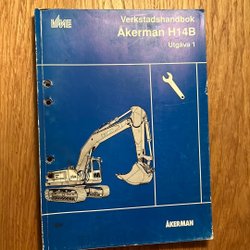 VME
Verkstadshandbok
Åkerman H14B
Utgåva 1
ÅKERMAN